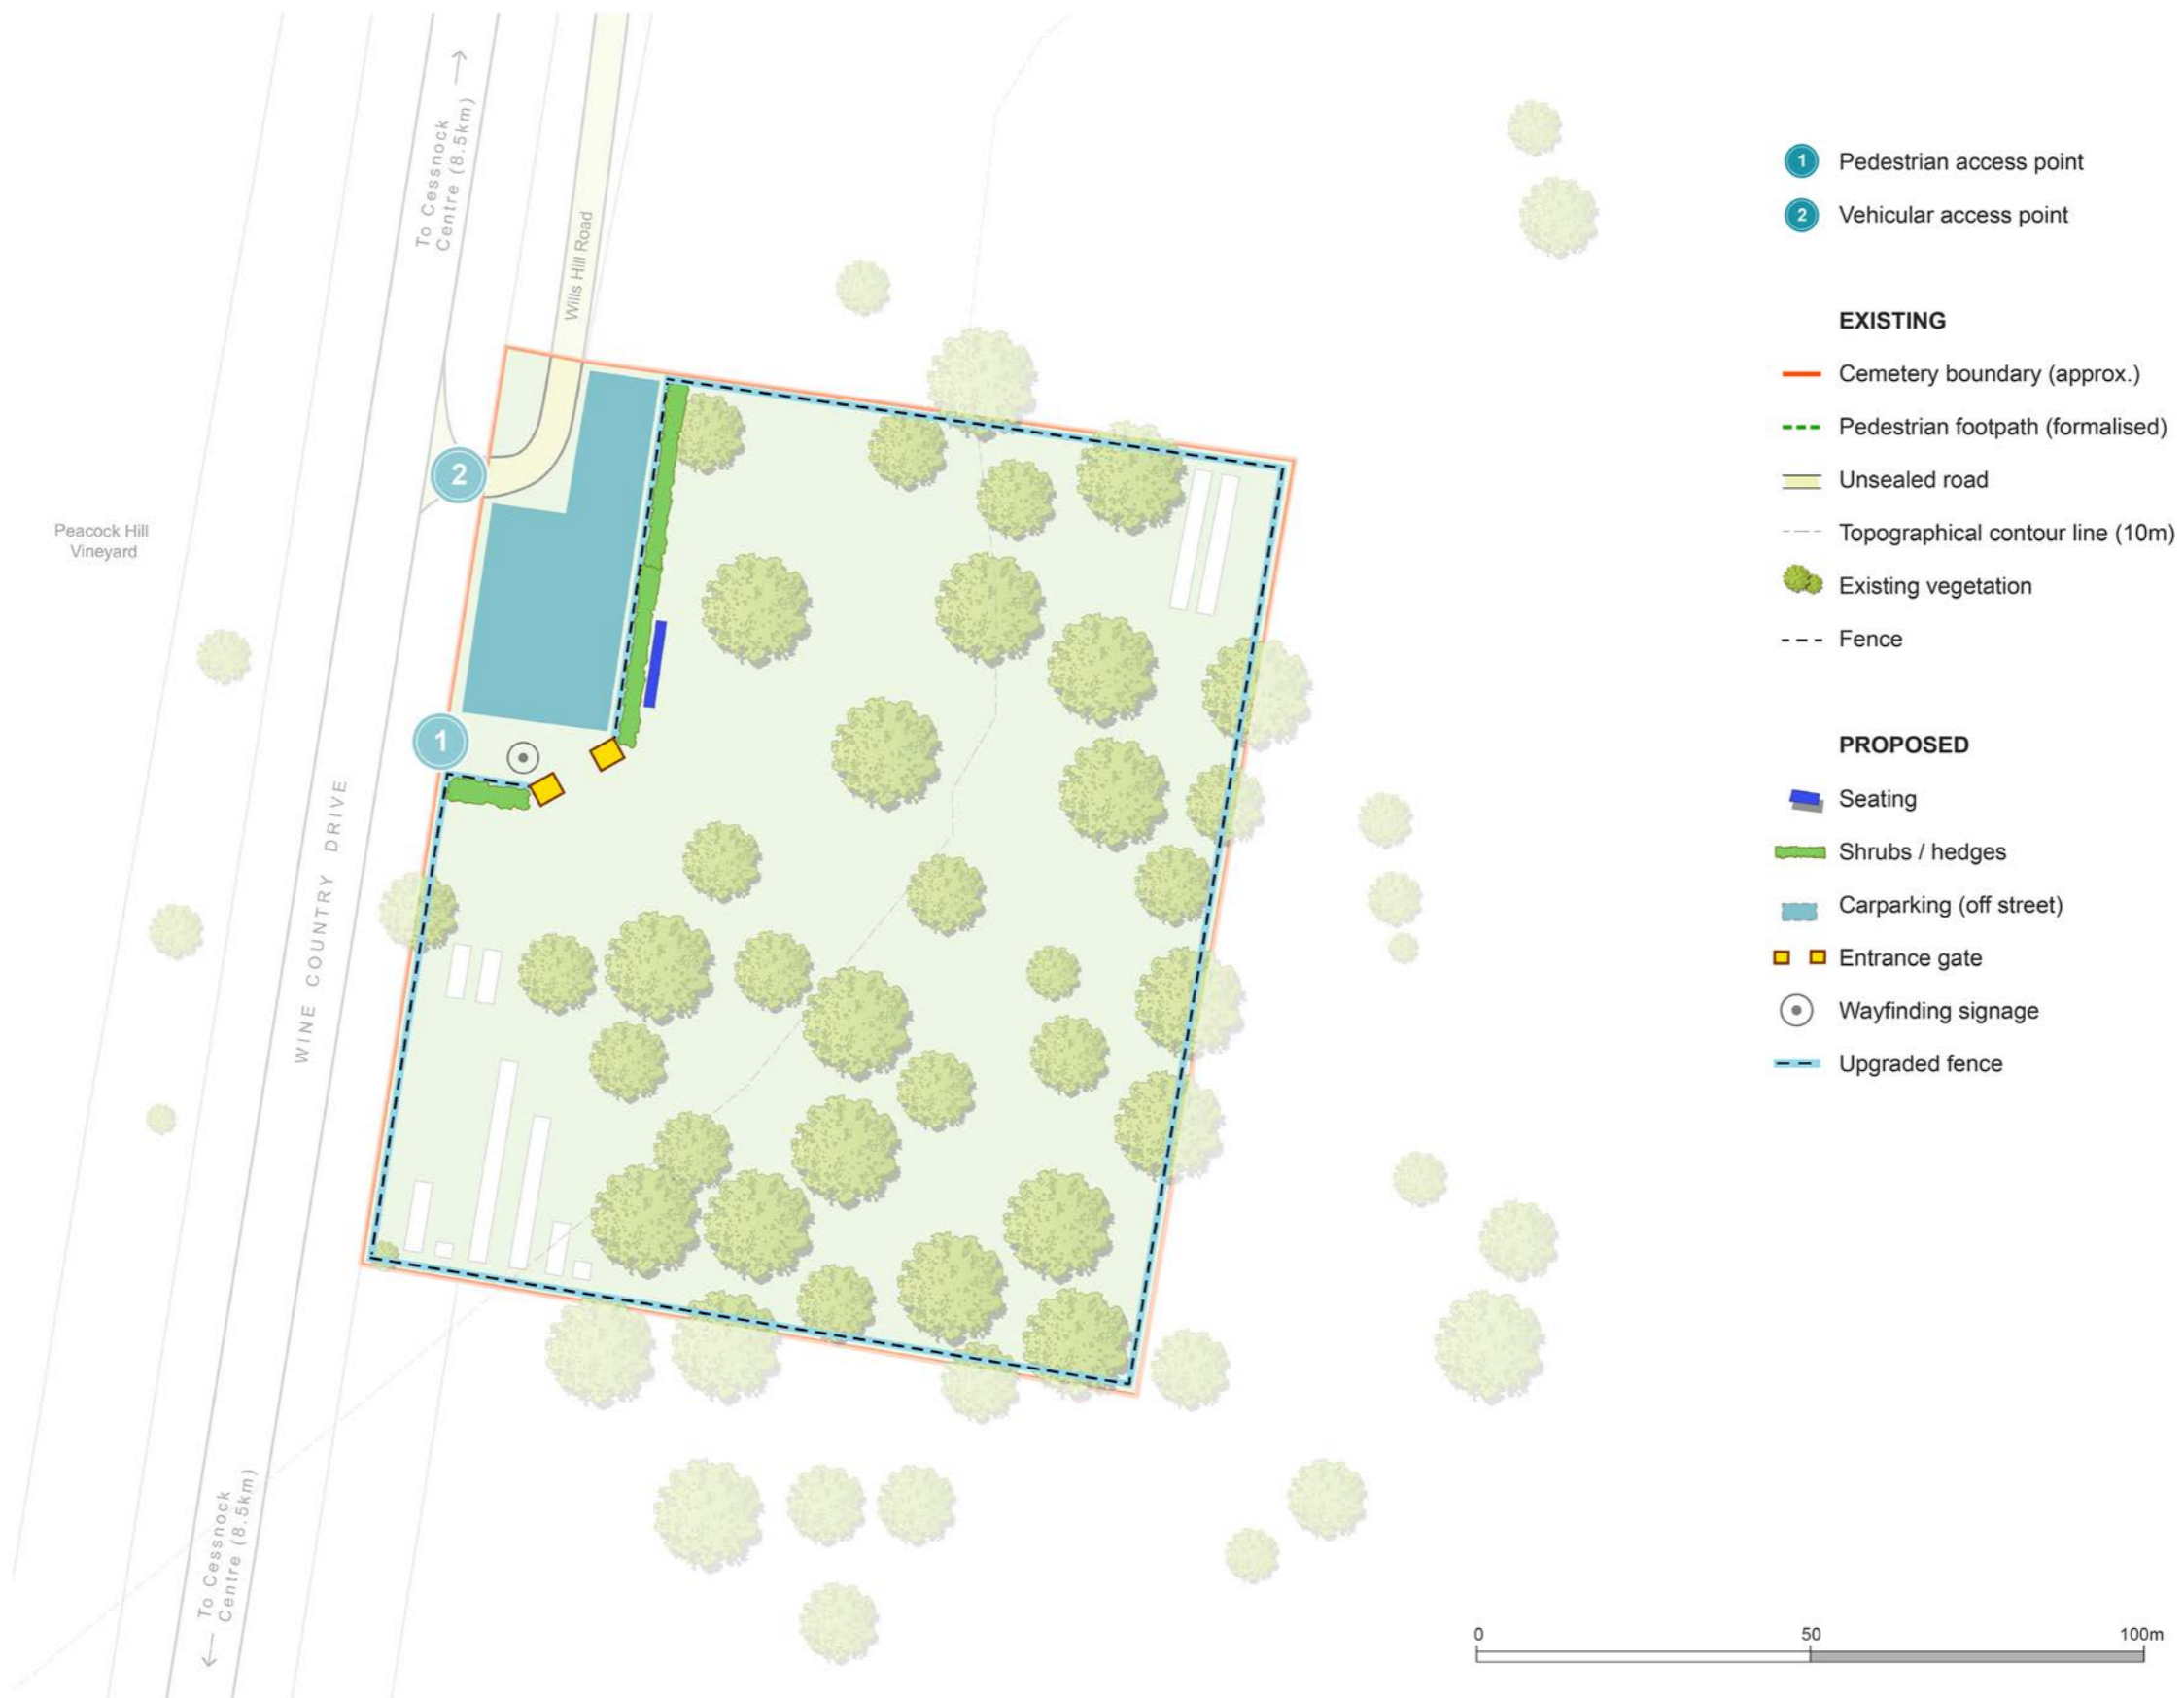 To Cessnock
Centre (8.5km)
Wills Hill Road
2
Peacock Hill
Vineyard
1
WINE COUNTRY DRIVE
To Cessnock
Centre (8.5km)
1 Pedestrian access point
2 Vehicular access point
EXISTING
Cemetery boundary (approx.)
Pedestrian footpath (formalised)
Unsealed road
Topographical contour line (10m)
Existing vegetation
Fence
PROPOSED
Seating
Shrubs / hedges
Carparking (off street)
Entrance gate
Wayfinding signage
Upgraded fence
0 50 100m